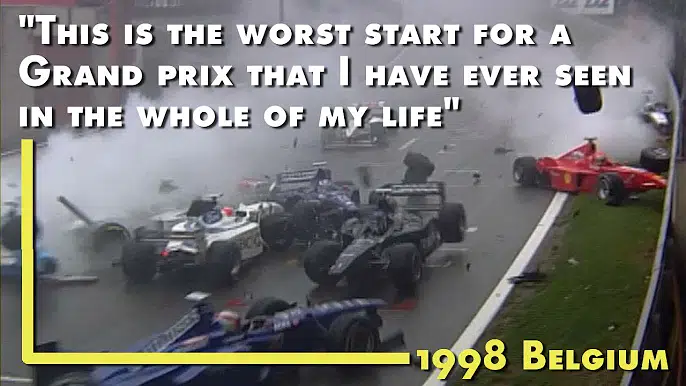 "This is the worst start for a
Grand prix that I have ever seen
in the whole of my life"
1998 Belgium